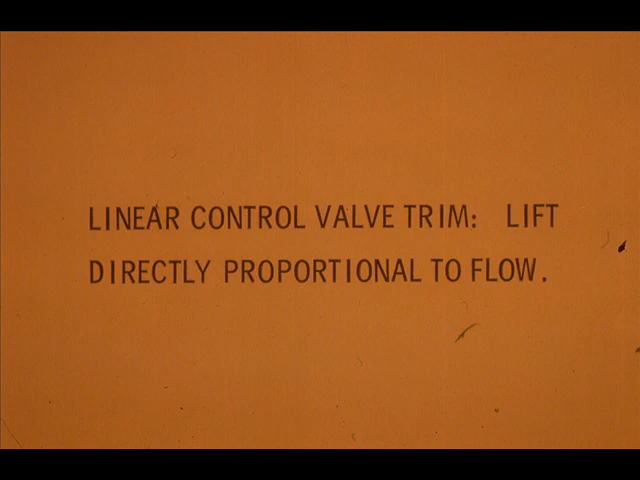 LINEAR CONTROL VALVE TRIM: LIFT
DIRECTLY PROPORTIONAL TO FLOW.